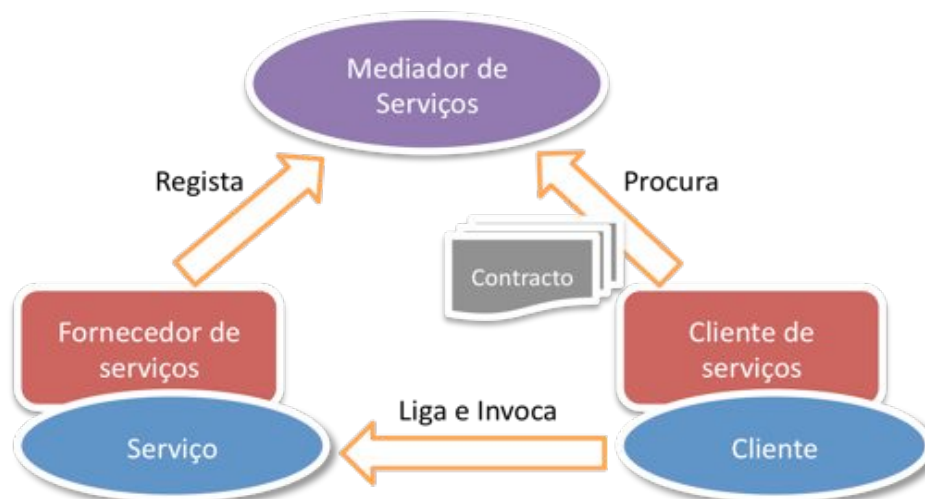 Mediador de
Serviços
Regista
Procura
Contracto
Fornecedor de
serviços
Cliente de
serviços
Liga e Invoca
Serviço
Cliente